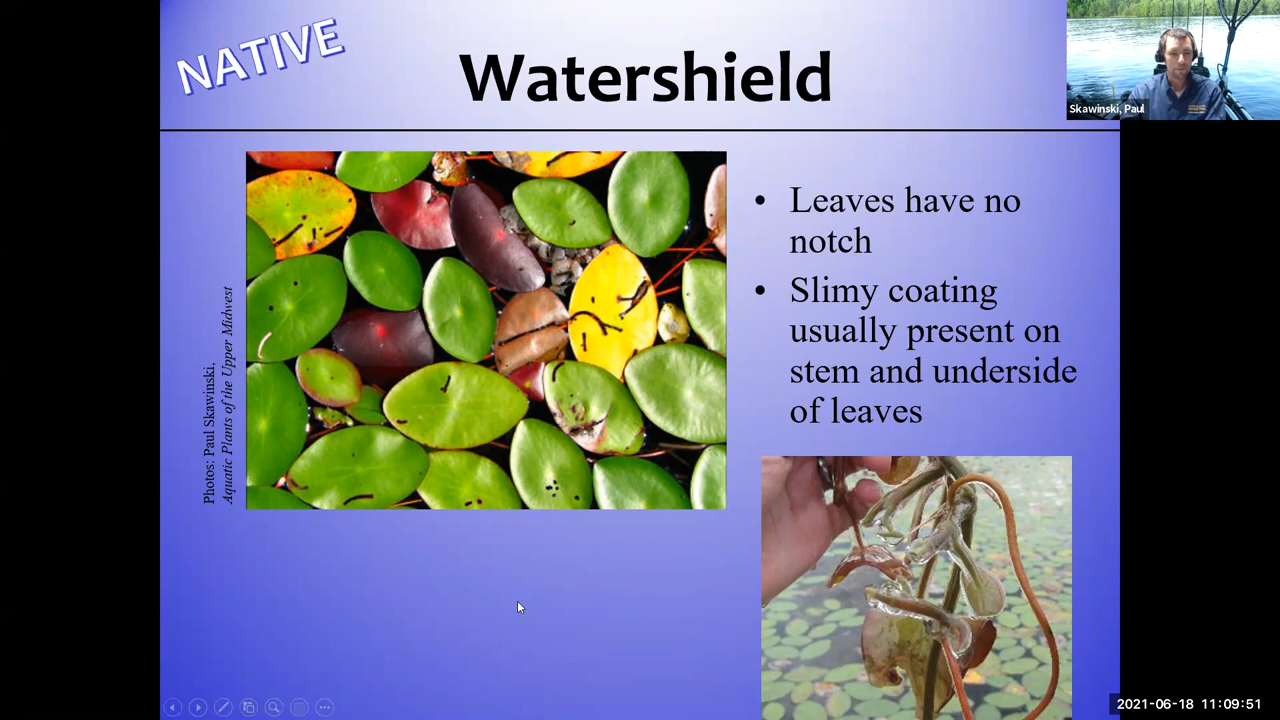 NATIVE
Watershield
Skawinski, Paul
• Leaves have no
notch
• Slimy coating
usually present on
stem and underside
of leaves
Photos: Paul Skawinski,
Aquatic Plants of the Upper Midwest
2021-06-18 11:09:51